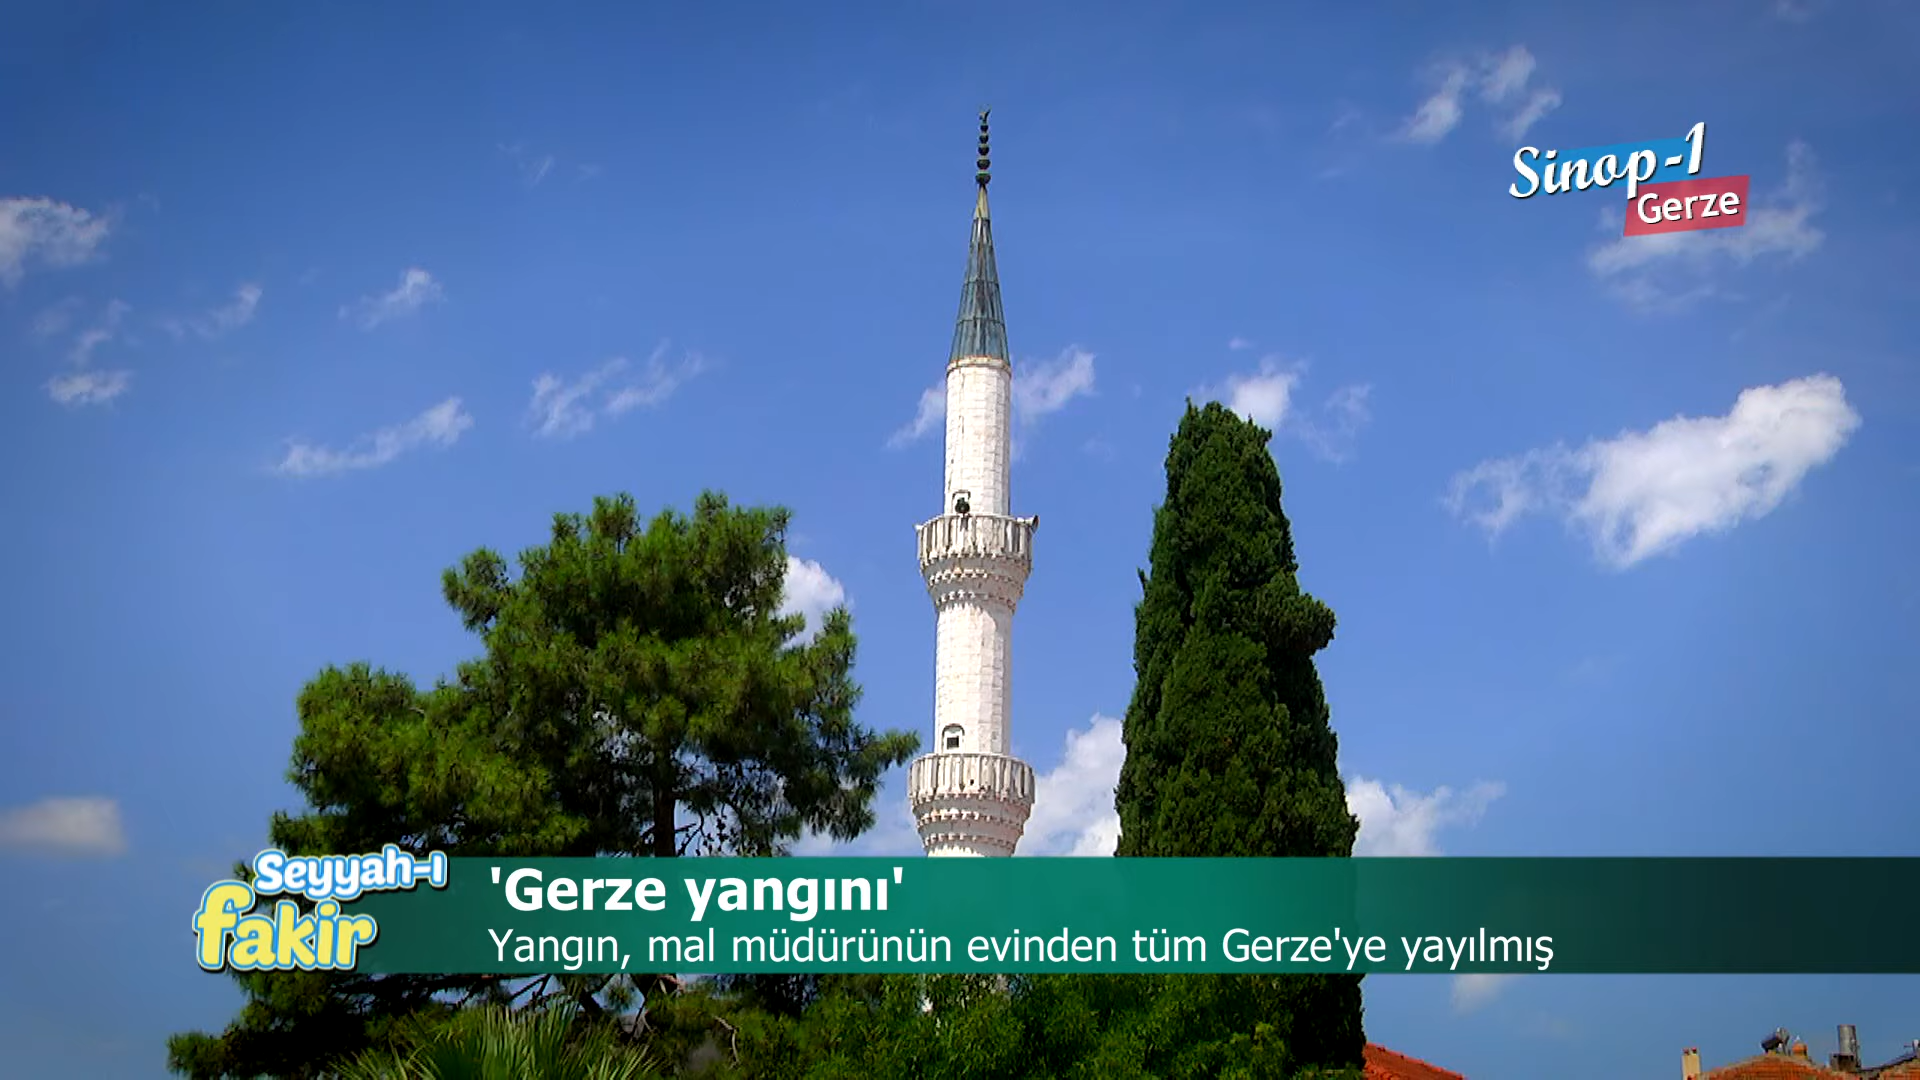 Sinop-1
Gerze
Seyyah-ı
fakir
'Gerze yangını'
Yangın, mal müdürünün evinden tüm Gerze'ye yayılmış